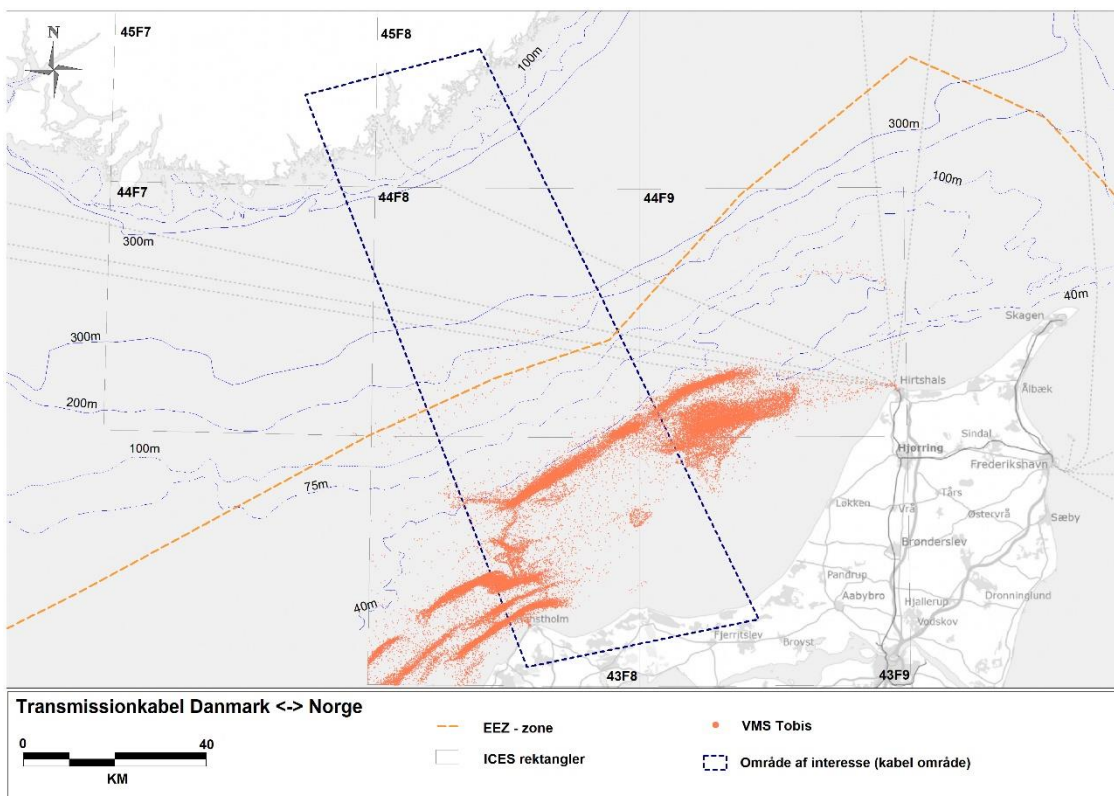 45F7
45F8
N
100m
300m
44F7
44F8
44F9
100m
300m
40m
Skagen
300m
Hirtshals
Ålbæk
200m
Hjørring
Sindal
100m
75m
Frederikshavn
Løkken
Vrå
Tårs
Østervrå
Sæby
Brønderslev
40m
Pandrup
Aabybro
Hjallerup
Dronninglund
Vodskov
Fjerritslev
Brovst
43F8
43F9
Transmissionkabel Danmark <-> Norge
0 40
KM
EEZ - zone
ICES rektangler
VMS Tobis
Område af interesse (kabel område)